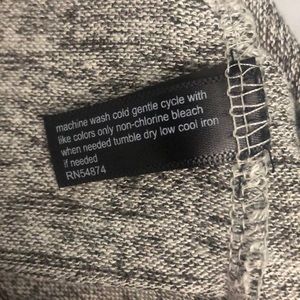 machine wash cold gentle cycle with
like colors only non-chlorine bleach
when needed tumble dry low cool iron
if needed
RN54874